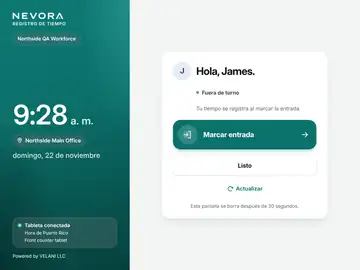 NEVORA
REGISTRO DE TIEMPO
Northside QA Workforce
9:28 a. m.
Northside Main Office
domingo, 22 de noviembre
Tableta conectada
Hora de Puerto Rico
Front counter tablet
Powered by VELANI LLC
J
Hola, James.
Fuera de turno
Tu tiempo se registra al marcar la entrada.
Marcar entrada
Listo
Actualizar
Esta pantalla se borra después de 30 segundos.